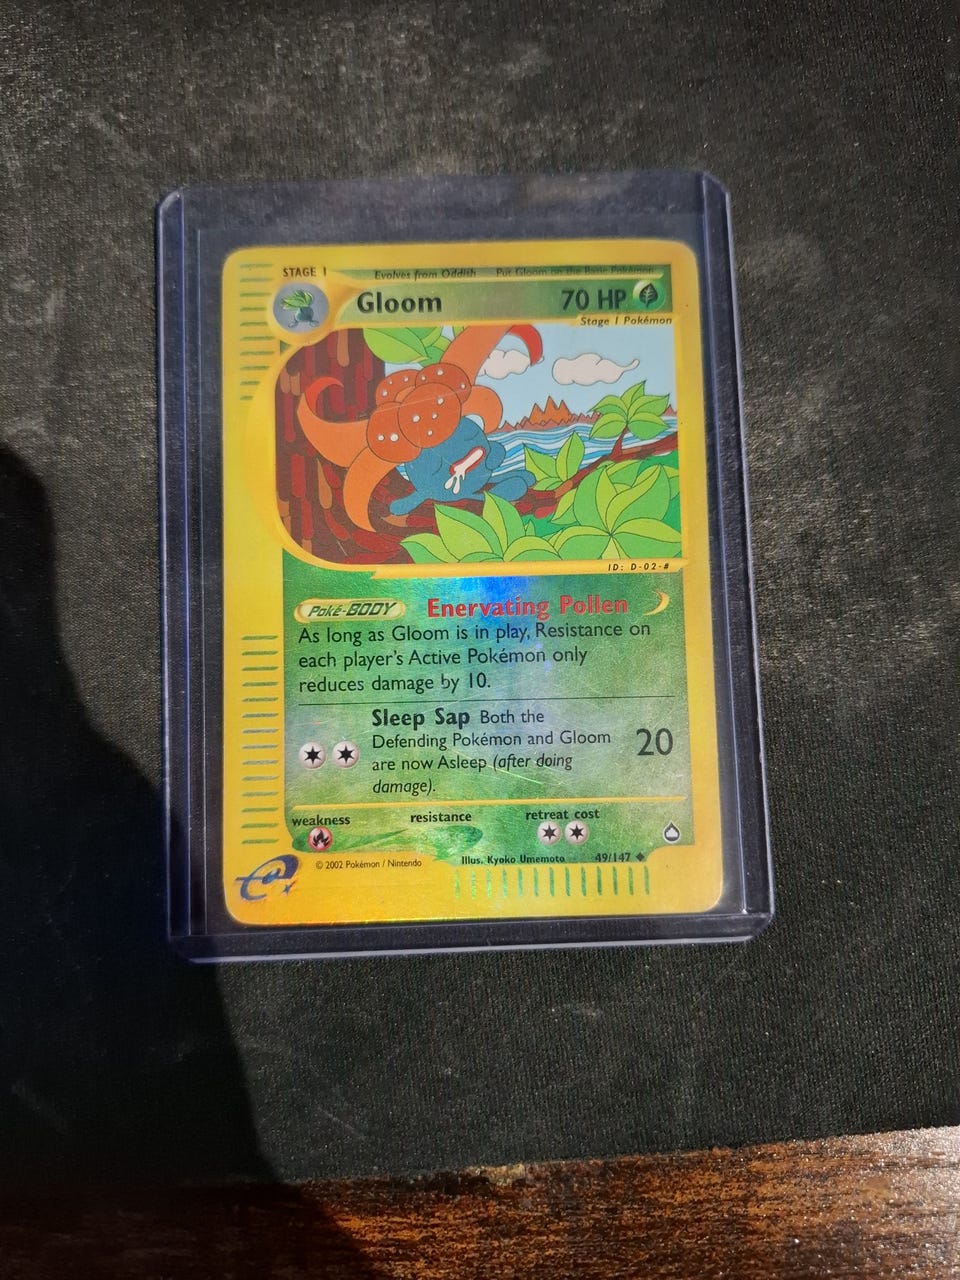 STAGE 1
Evolves from Oddish Put Gloom on the Basic Pokémon
Gloom 70 HP
Stage 1 Pokémon
ID: D-02-#
Poké-BODY Enervating Pollen
As long as Gloom is in play, Resistance on
each player's Active Pokémon only
reduces damage by 10.
Sleep Sap Both the
Defending Pokémon and Gloom
are now Asleep (after doing
damage).
20
weakness resistance retreat cost
© 2002 Pokémon / Nintendo
Illus. Kyoko Umemoto 49/147
e